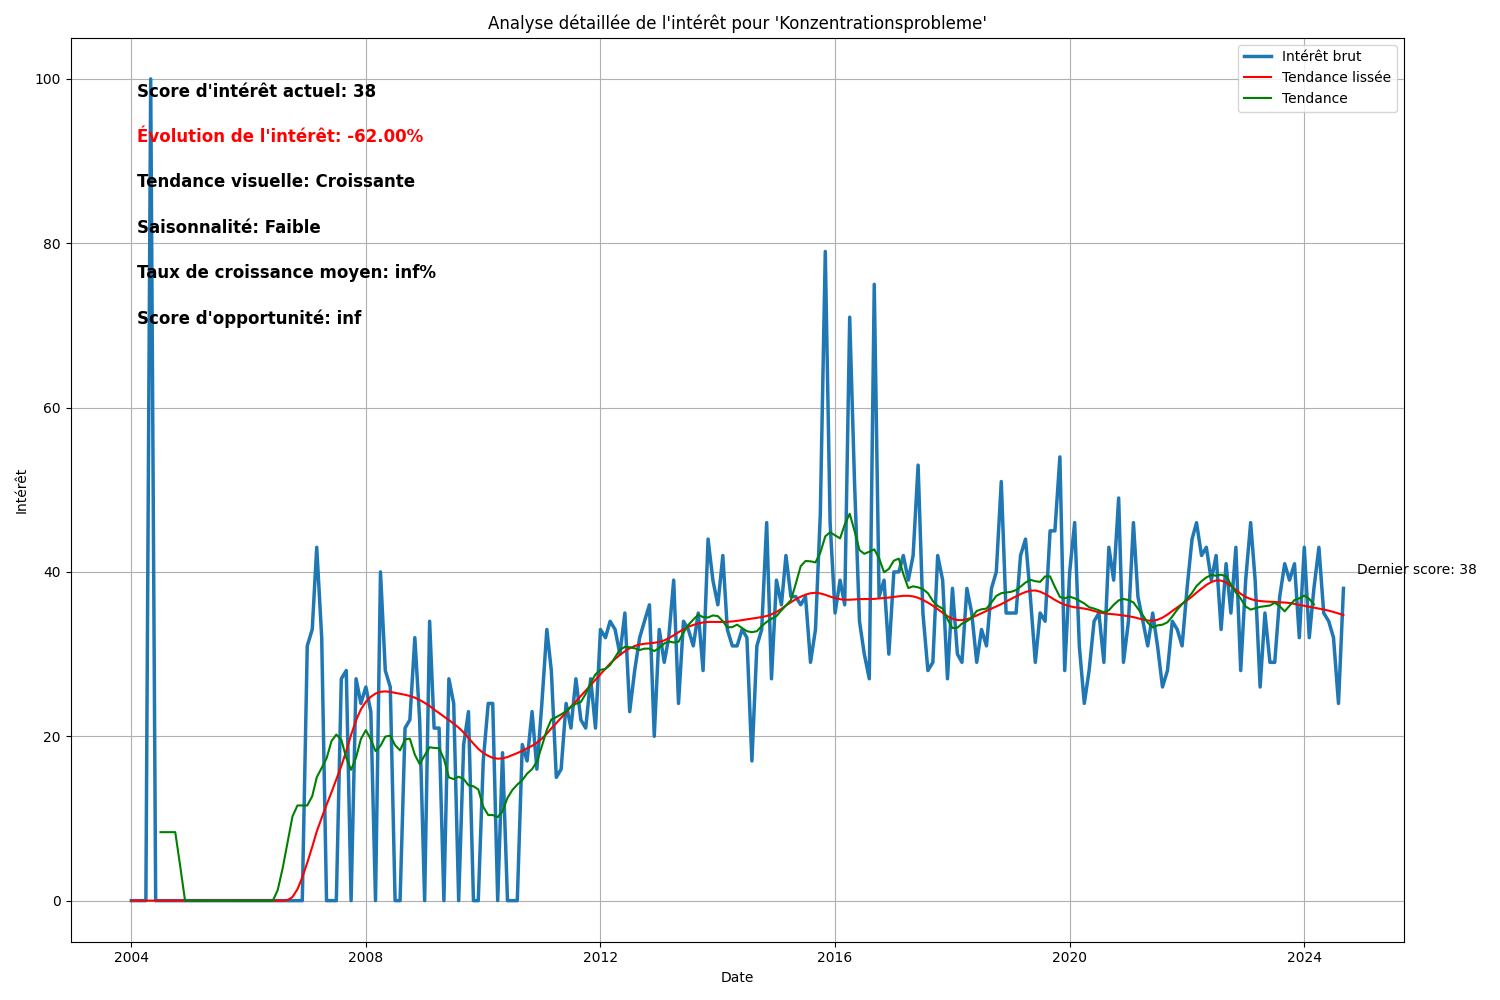 Analyse détaillée de l'intérêt pour 'Konzentrationsprobleme'
Intérêt brut
Tendance lissée
Tendance
Score d'intérêt actuel: 38
Évolution de l'intérêt: -62.00%
Tendance visuelle: Croissante
Saisonnalité: Faible
Taux de croissance moyen: inf%
Score d'opportunité: inf
Dernier score: 38
Intérêt
100
80
60
40
20
0
2004
2008
2012
2016
2020
2024
Date